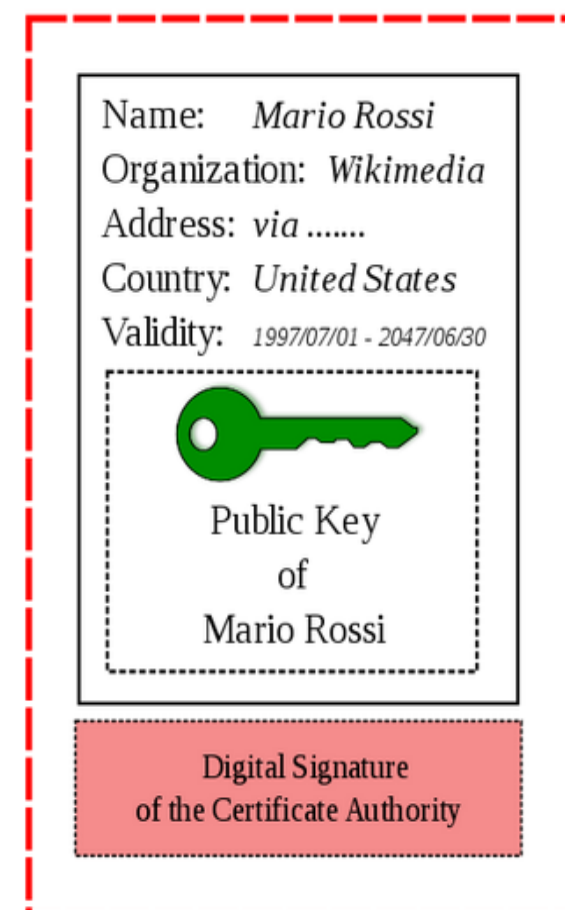 Name: Mario Rossi
Organization: Wikimedia
Address: via .......
Country: United States
Validity: 1997/07/01 - 2047/06/30
Public Key
of
Mario Rossi
Digital Signature
of the Certificate Authority